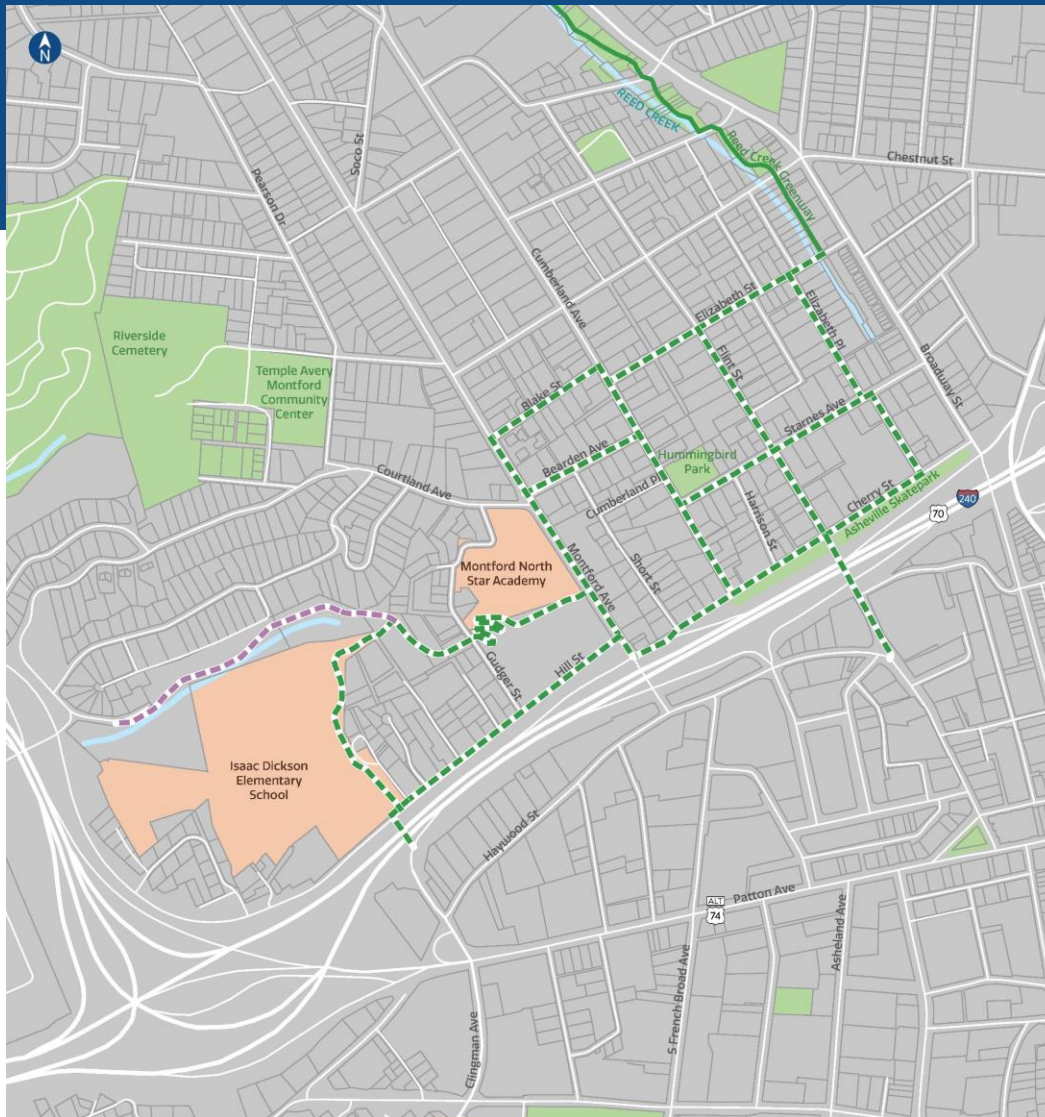 N
REED CREEK
Reed Creek Greenway
Chestnut St
Soco St
Pearson Dr
Cumberland Ave
Elizabeth St
Elizabeth Pl
Riverside
Cemetery
Temple Avery
Montford
Community
Center
Flint St
Broadway St
Blake St
Starnes Ave
Bearden Ave
Hummingbird
Park
Courtland Ave
Cumberland Pl
Harrison St
Cherry St
Asheville Skatepark
240
70
Montford North
Star Academy
Montford Ave
Short St
Gudger St
Hill St
Isaac Dickson
Elementary
School
Haywood St
Patton Ave
ALT
74
Asheland Ave
S French Broad Ave
Clingman Ave